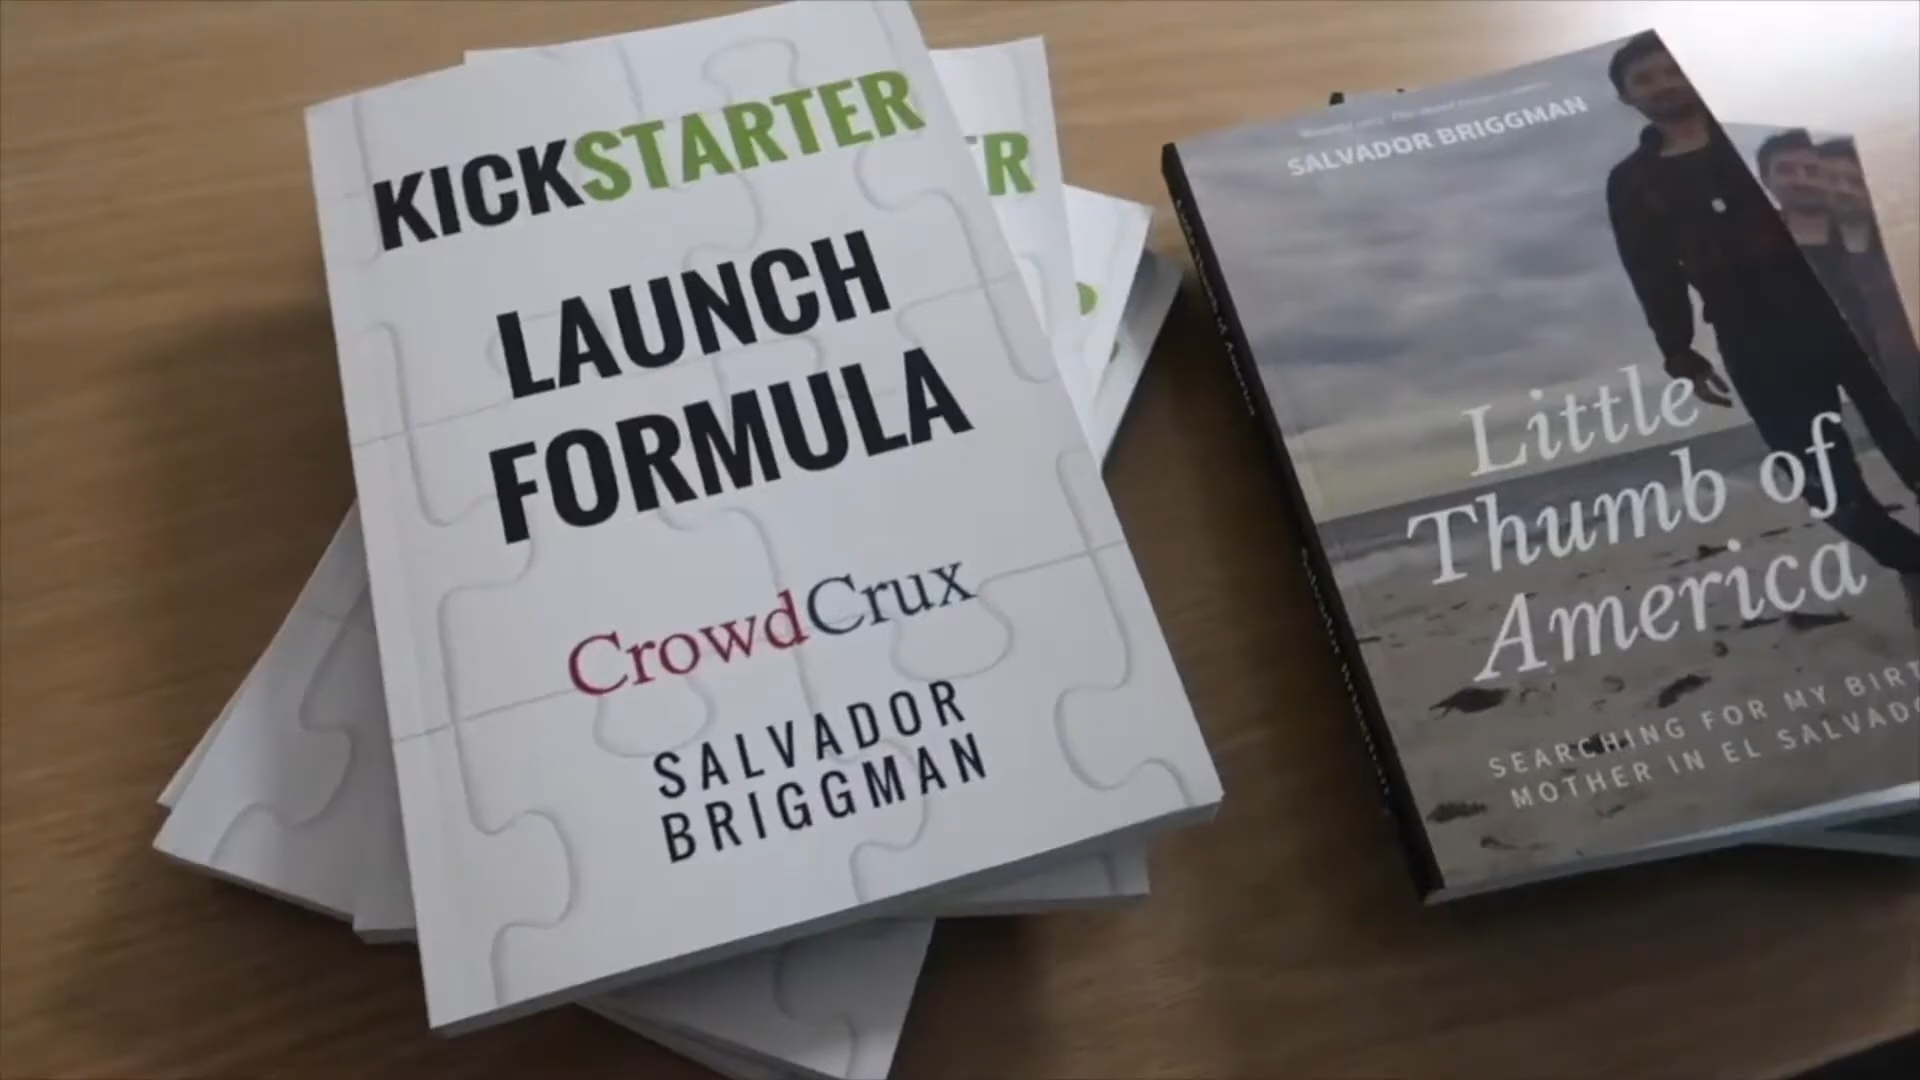 KICKSTARTER
LAUNCH
FORMULA
CrowdCrux
SALVADOR
BRIGGMAN
ER
SALVADOR BRIGGMAN
Little
Thumb of
America
SEARCHING FOR MY BIRT
MOTHER IN EL SALVADO